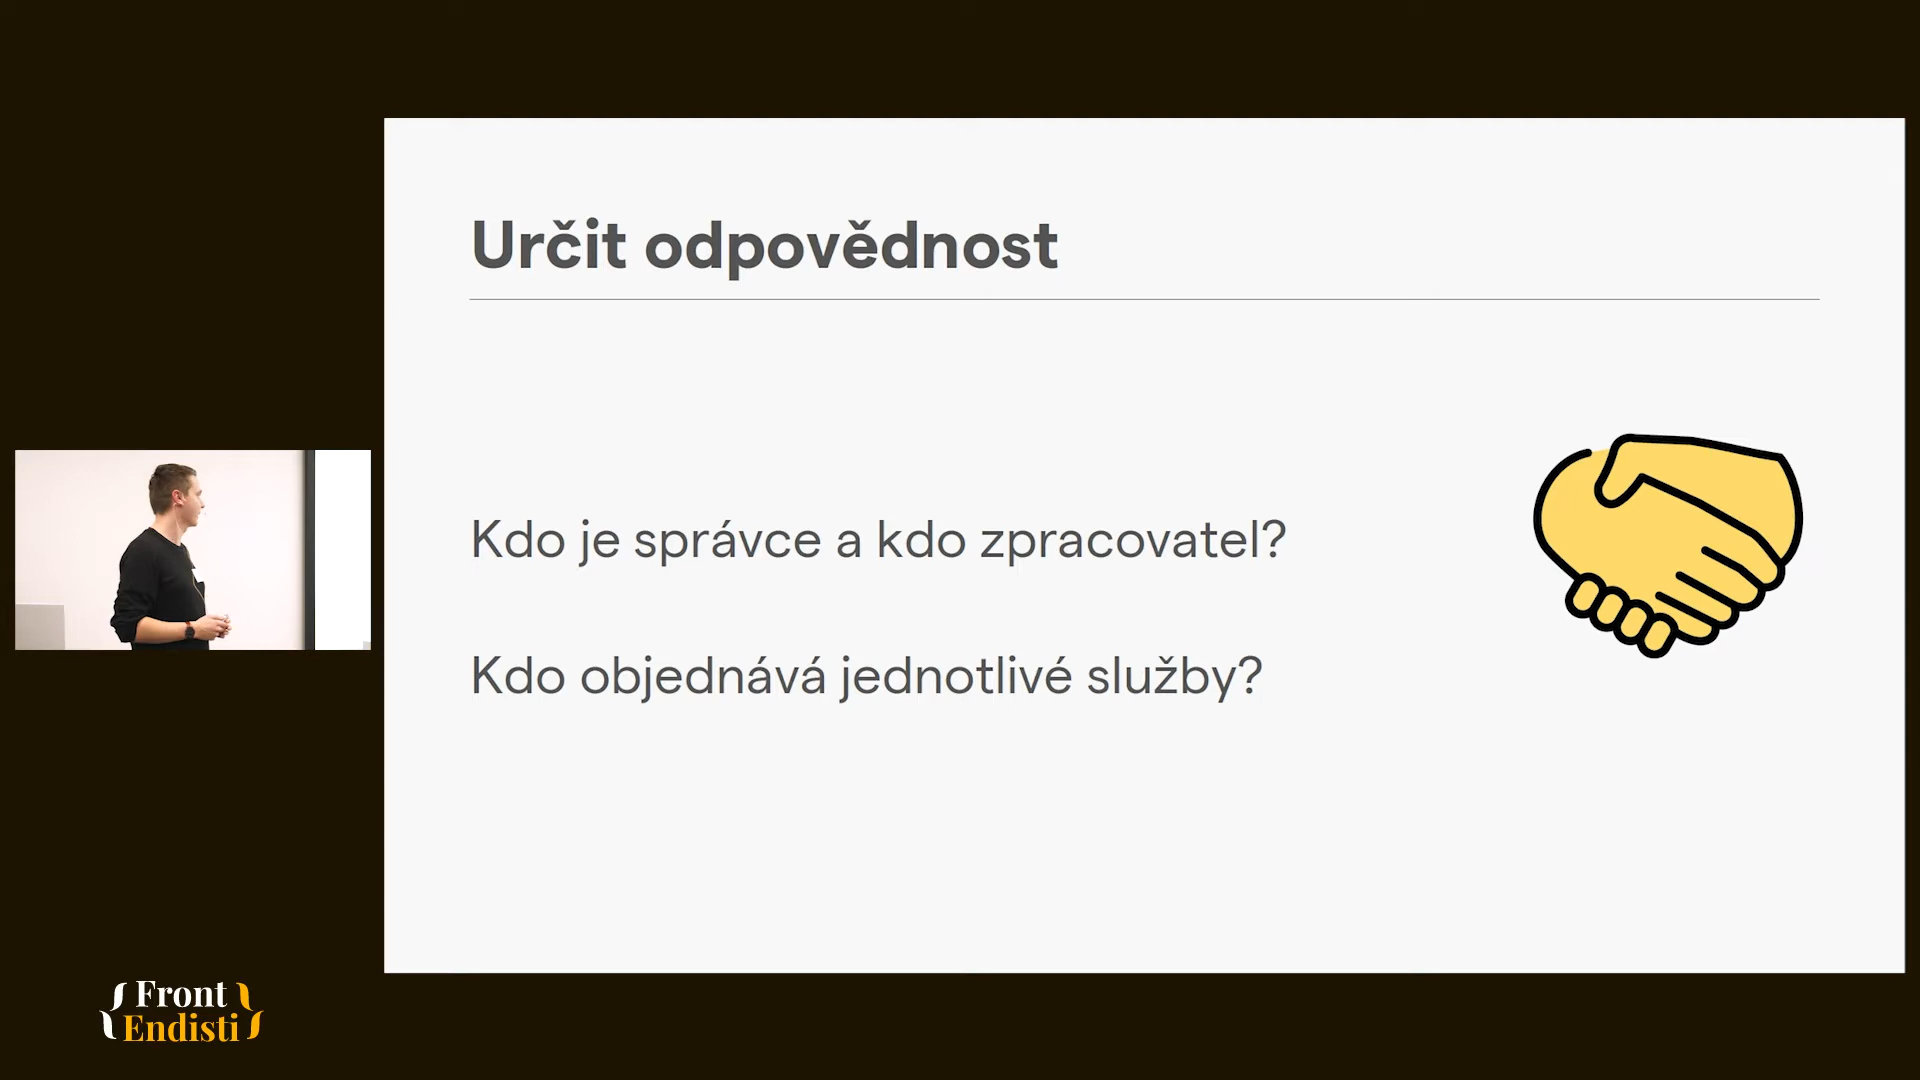 Určit odpovědnost
Kdo je správce a kdo zpracovatel?
Kdo objednává jednotlivé služby?
Front
Endisti